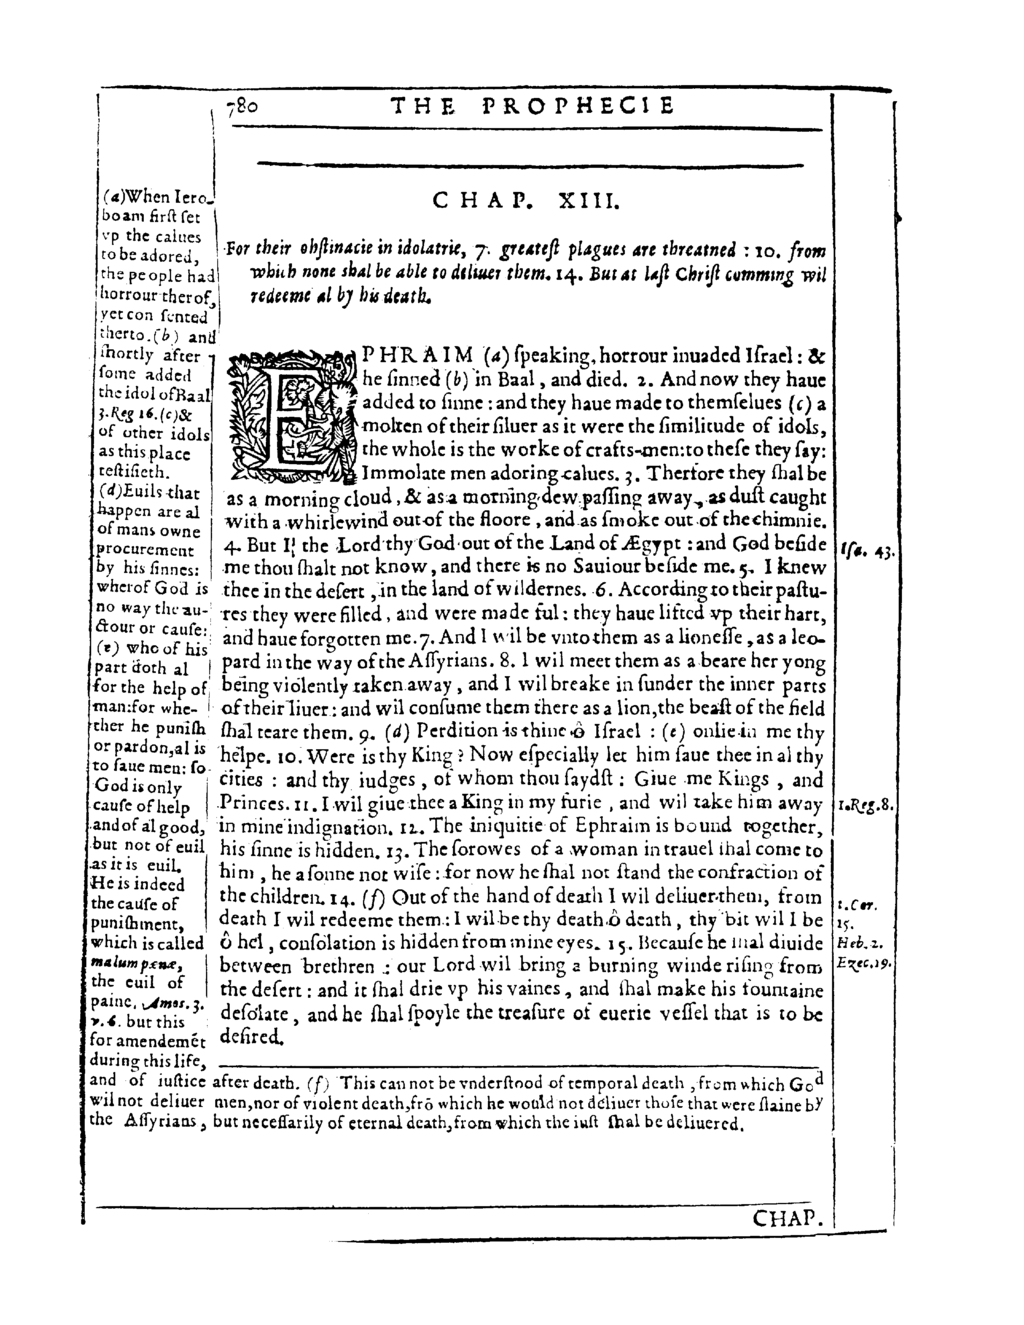 780 THE PROPHECIE
CHAP. XIII.
For their obſtinacie in idolatrie, 7. greateſt plagues are threatned : 10. from
which none shal be able to deliuer them. 14. But at laſt Chriſt comming wil
redeeme al by his death.
EPHRAIM (a) ſpeaking, horrour inuaded Iſrael : &
he ſinned (b) in Baal, and died. 2. And now they haue
added to ſinne : and they haue made to themſelues (c) a
molten of their ſiluer as it were the ſimilitude of idols,
the whole is the worke of crafts-men: to theſe they ſay:
Immolate men adoring calues. 3. Therfore they ſhal be
as a morning cloud, & as a morning dew paſſing away, as duſt caught
with a whirlewind out of the floore, and as ſmoke out of the chimnie.
4. But I the Lord thy God out of the Land of Ægypt : and God beſide
me thou ſhalt not know, and there is no Sauiour beſide me. 5. I knew
thee in the deſert, in the land of wildernes. 6. According to their paſtu-
res they were filled, and were made ful : they haue lifted vp their hart,
and haue forgotten me. 7. And I wil be vnto them as a lioneſſe, as a leo-
pard in the way of the Aſſyrians. 8. I wil meet them as a beare her yong
being violently taken away, and I wil breake in ſunder the inner parts
of their liuer : and wil conſume them there as a lion, the beaſt of the field
ſhal teare them. 9. (d) Perdition is thine ô Iſrael : (e) onlie in me thy
helpe. 10. Were is thy King ? Now eſpecially let him ſaue thee in al thy
cities : and thy iudges, of whom thou ſaydſt : Giue me Kings, and
Princes. 11. I wil giue thee a King in my furie, and wil take him away
in mine indignation. 12. The iniquitie of Ephraim is bound together,
his ſinne is hidden. 13. The ſorowes of a woman in trauel ſhal come to
him, he a ſonne not wiſe : for now he ſhal not ſtand the confraction of
the children. 14. (f) Out of the hand of death I wil deliuer them, from
death I wil redeeme them : I wil be thy death ô death, thy bit wil I be
ô hel, conſolation is hidden from mine eyes. 15. Becauſe he ſhal diuide
between brethren : our Lord wil bring a burning winde riſing from
the deſert : and it ſhal drie vp his vaines, and ſhal make his fountaine
deſolate, and he ſhal ſpoyle the treaſure of euerie veſſel that is to be
deſired.
(a)When Iero-
boam firſt ſet
vp the calues
to be adored,
the people had
horrour therof,
yet conſented
therto. (b) and
ſhortly after
ſome added
the idol of Baal
3. Reg 16. (c)&
of other idols
as this place
teſtifieth.
(d)Euils that
happen are al
of mans owne
procurement
by his ſinnes:
wherof God is
no way the au-
ctour or cauſe:
(e) who of his
part doth al
for the help of
man: for whe-
ther he puniſh
or pardon, al is
to ſaue men: ſo
God is only
cauſe of help
and of al good,
but not of euil
as it is euil.
He is indeed
the cauſe of
puniſhment,
which is called
malum pœnæ,
the euil of
paine. Amos. 3.
v. 6. but this
for amendemēt
during this life,
and of iuſtice after death. (f) This can not be vnderſtood of temporal death, from which God
wil not deliuer men, nor of violent death, frō which he would not deliuer thoſe that were ſlaine by
the Aſſyrians, but neceſſarily of eternal death, from which the iuſt ſhal be deliuered.
Iſa. 43.
1. Reg. 8.
1. Cor.
15.
Heb. 2.
Ezec. 19.
CHAP.